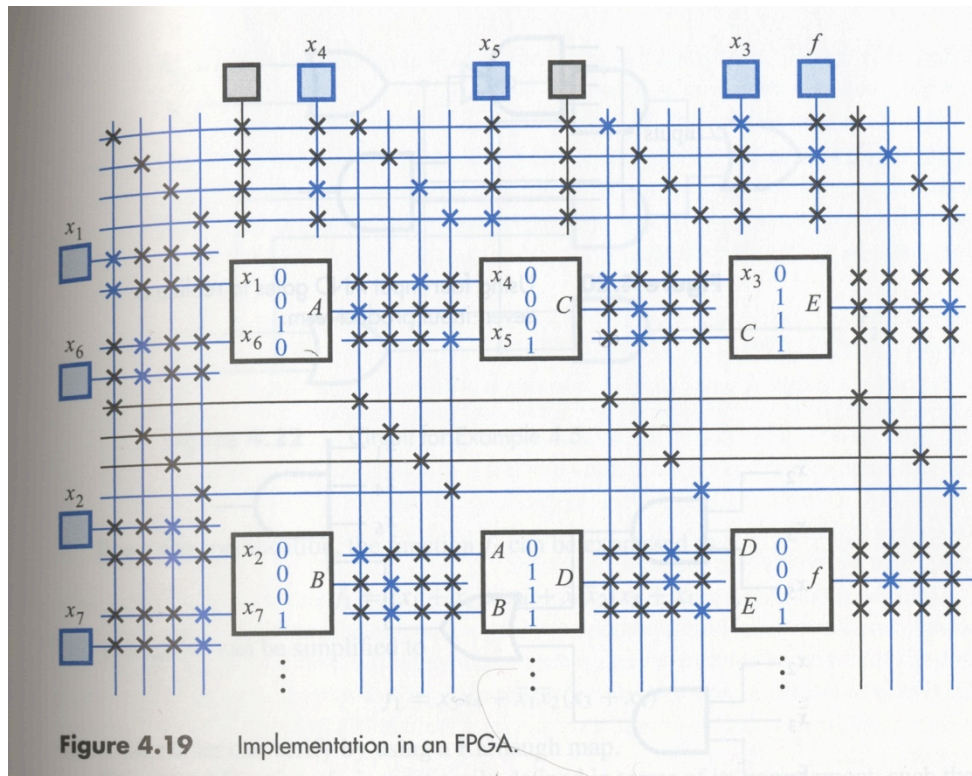 x4 x5 x3 f
x1
x1 0 0 1 0 x6 A
x4 0 0 0 1 x5 C
x3 0 1 1 1 C E
x6
x2
x2 0 0 0 1 x7 B
A 0 1 1 1 B D
D 0 0 0 1 E f
x7
Figure 4.19 Implementation in an FPGA.